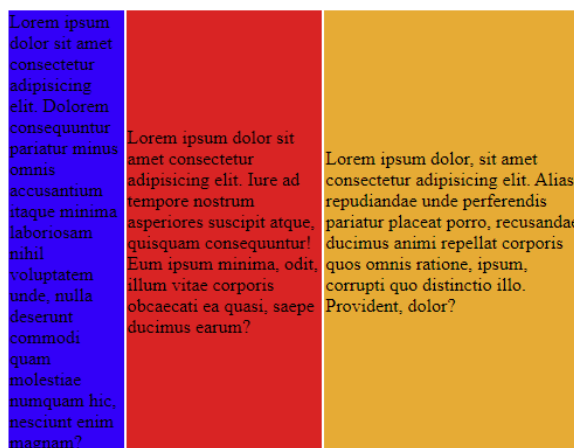 Lorem ipsum
dolor sit amet
consectetur
adipisicing
elit. Dolorem
consequuntur
pariatur minus
omnis
accusantium
itaque minima
laboriosam
nihil
voluptatem
unde, nulla
deserunt
commodi
quam
molestiae
numquam hic,
nesciunt enim
magnam?
Lorem ipsum dolor sit
amet consectetur
adipisicing elit. Iure ad
tempore nostrum
asperiores suscipit atque,
quisquam consequuntur!
Eum ipsum minima, odit,
illum vitae corporis
obcaecati ea quasi, saepe
ducimus earum?
Lorem ipsum dolor, sit amet
consectetur adipisicing elit. Alias
repudiandae unde perferendis
pariatur placeat porro, recusandae
ducimus animi repellat corporis
quos omnis ratione, ipsum,
corrupti quo distinctio illo.
Provident, dolor?